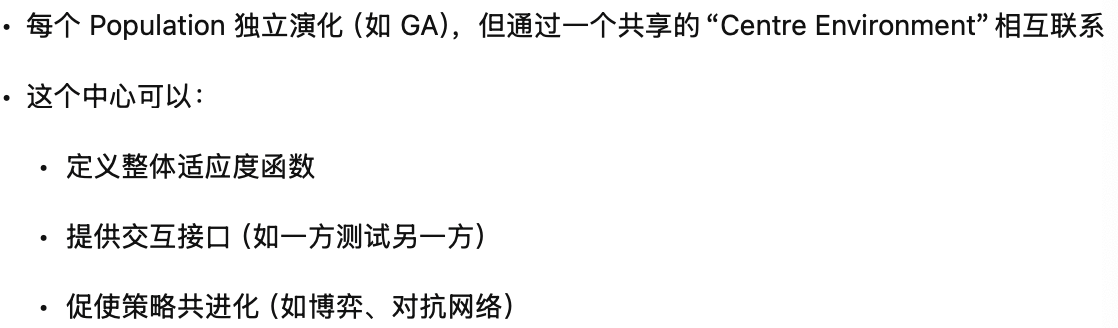 • 每个 Population 独立演化（如 GA），但通过一个共享的 “Centre Environment” 相互联系
• 这个中心可以：
• 定义整体适应度函数
• 提供交互接口（如一方测试另一方）
• 促使策略共进化（如博弈、对抗网络）